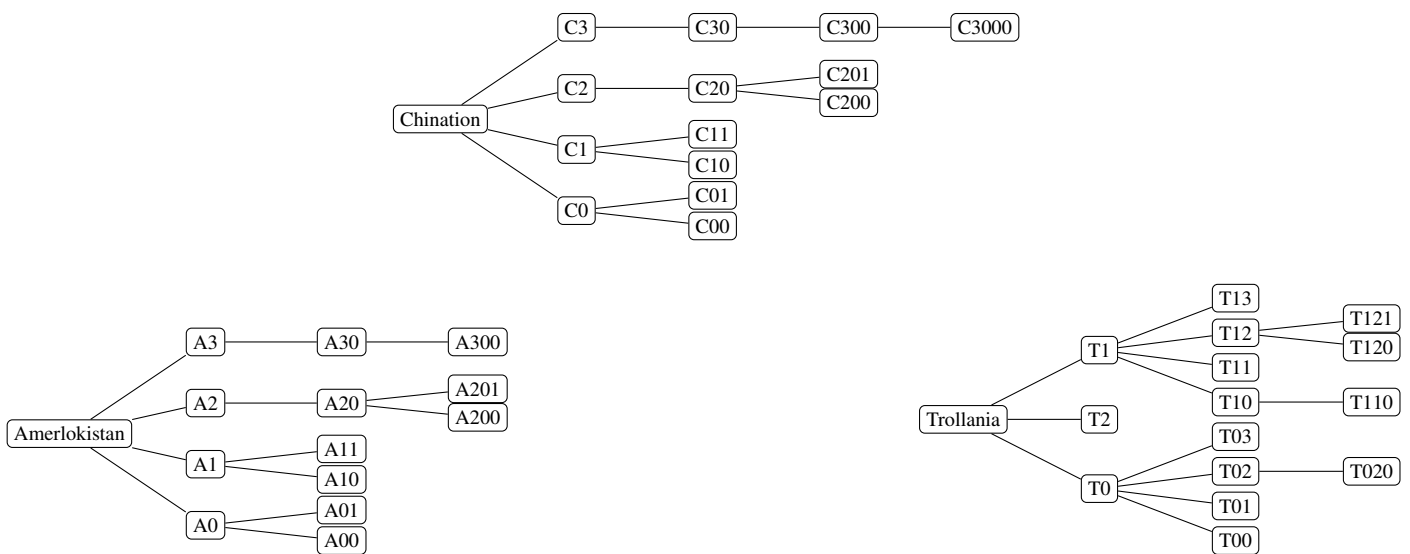 C3 C30 C300 C3000
C2 C20 C201
C200
Chination
C1 C11
C10
C0 C01
C00
A3 A30 A300
A2 A20 A201
A200
Amerlokistan
A1 A11
A10
A0 A01
A00
T13
T1 T12 T121
T120
T11
T10 T110
Trollania T2
T03
T0 T02 T020
T01
T00